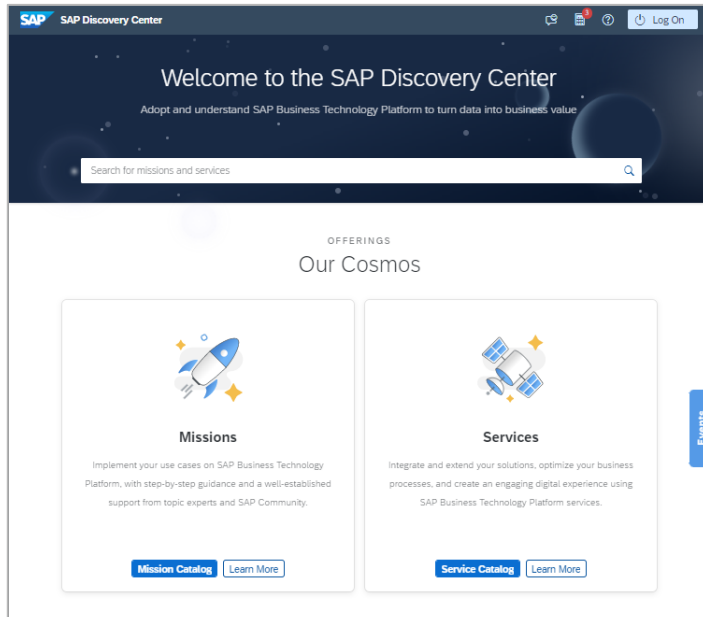 SAP SAP Discovery Center 3 Log On
Welcome to the SAP Discovery Center
Adopt and understand SAP Business Technology Platform to turn data into business value
Search for missions and services
OFFERINGS
Our Cosmos
Missions
Implement your use cases on SAP Business Technology
Platform, with step-by-step guidance and a well-established
support from topic experts and SAP Community.
Mission Catalog Learn More
Services
Integrate and extend your solutions, optimize your business
processes, and create an engaging digital experience using
SAP Business Technology Platform services.
Service Catalog Learn More
Events